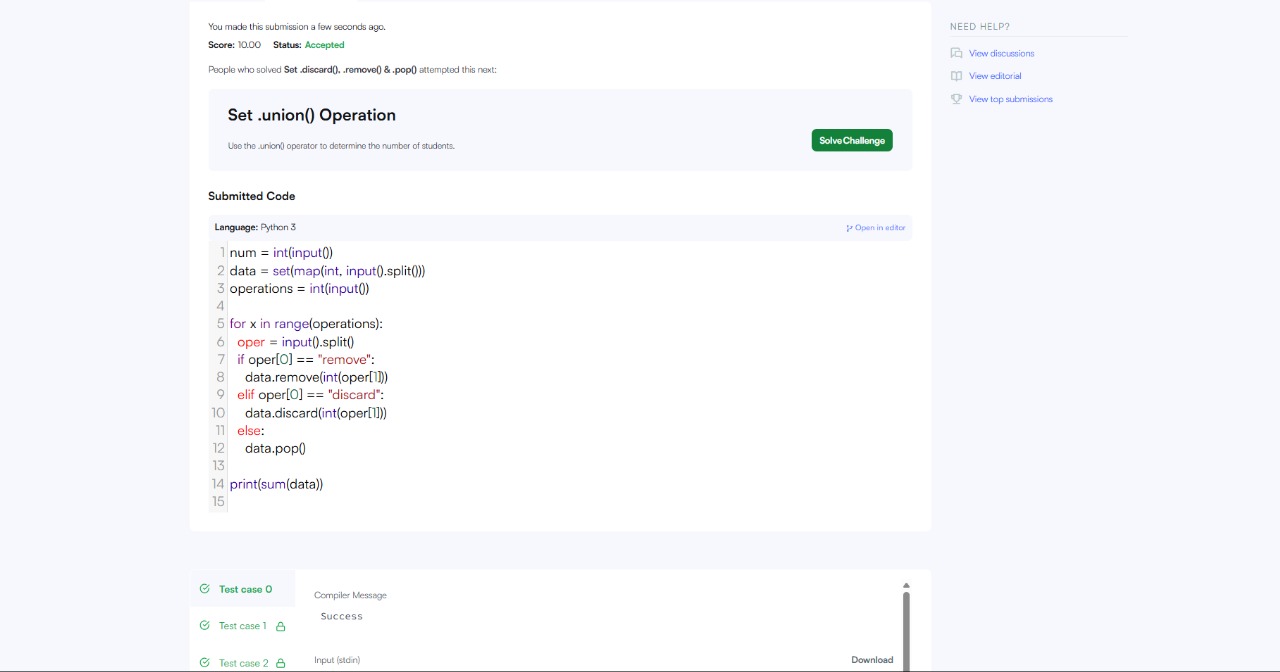 You made this submission a few seconds ago.
Score: 10.00 Status: Accepted
People who solved Set .discard(), .remove() & .pop() attempted this next:
Set .union() Operation
Use the .union() operator to determine the number of students.
Solve Challenge
Submitted Code
Language: Python 3
Open in editor
1 num = int(input())
2 data = set(map(int, input().split()))
3 operations = int(input())
4
5 for x in range(operations):
6   oper = input().split()
7   if oper[0] == "remove":
8     data.remove(int(oper[1]))
9   elif oper[0] == "discard":
10     data.discard(int(oper[1]))
11   else:
12     data.pop()
13
14 print(sum(data))
15
Test case 0
Test case 1
Test case 2
Compiler Message
Success
Input (stdin)
Download
NEED HELP?
View discussions
View editorial
View top submissions